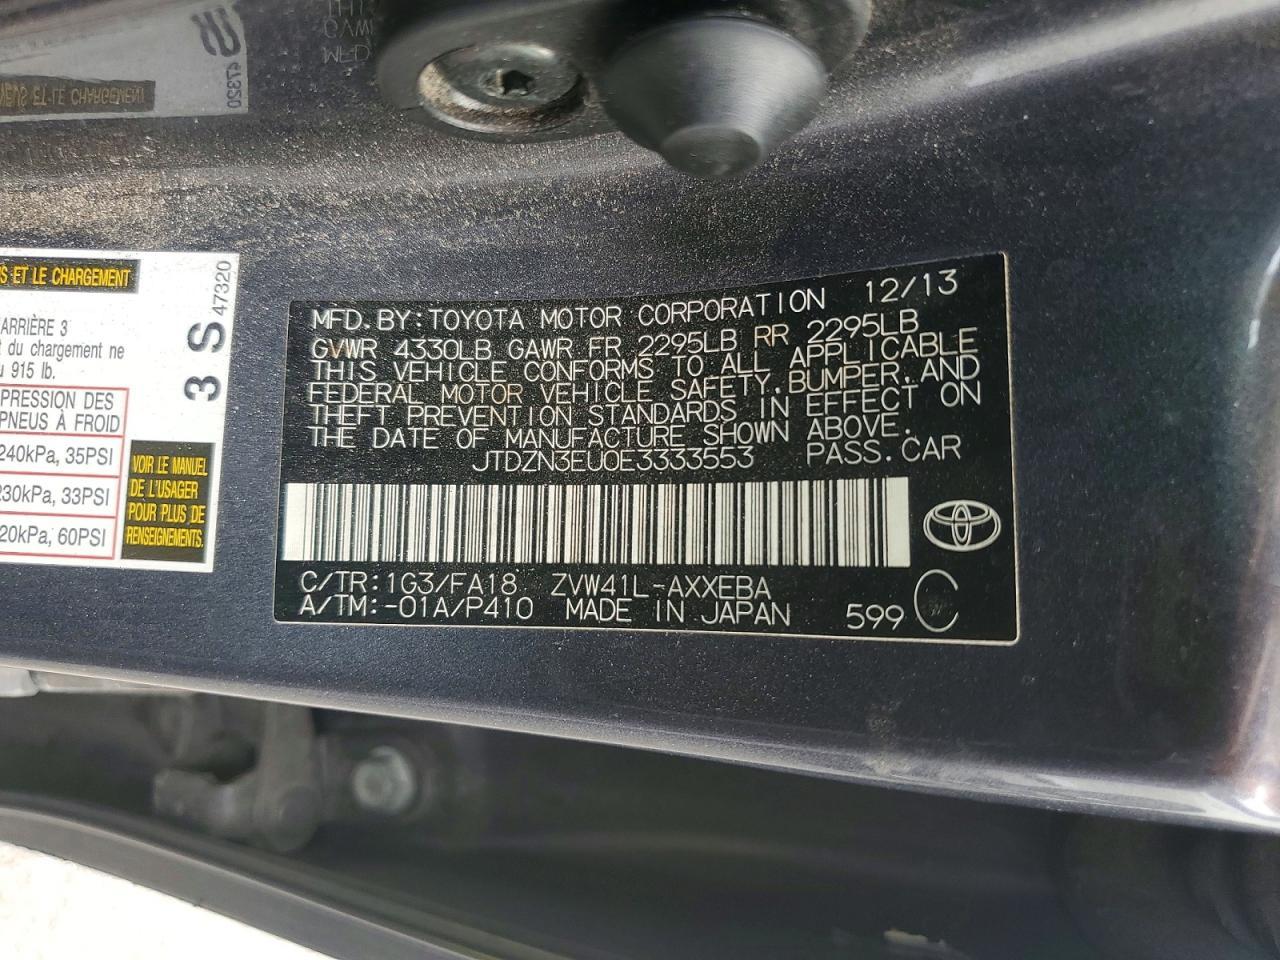 47320
ET LE CHARGEMENT
S ET LE CHARGEMENT
ARRIÈRE 3
du chargement ne
915 lb.
PRESSION DES
PNEUS À FROID
240kPa, 35PSI
230kPa, 33PSI
20kPa, 60PSI
3 S 47320
VOIR LE MANUEL
DE L'USAGER
POUR PLUS DE
RENSEIGNEMENTS.
MFD.BY:TOYOTA MOTOR CORPORATION 12/13
GVWR 4330LB GAWR FR 2295LB RR 2295LB
THIS VEHICLE CONFORMS TO ALL APPLICABLE
FEDERAL MOTOR VEHICLE SAFETY,BUMPER,AND
THEFT PREVENTION STANDARDS IN EFFECT ON
THE DATE OF MANUFACTURE SHOWN ABOVE.
JTDZN3EU0E3333553 PASS.CAR
C/TR:1G3/FA18 ZVW41L-AXXEBA
A/TM:-01A/P410 MADE IN JAPAN 599 C